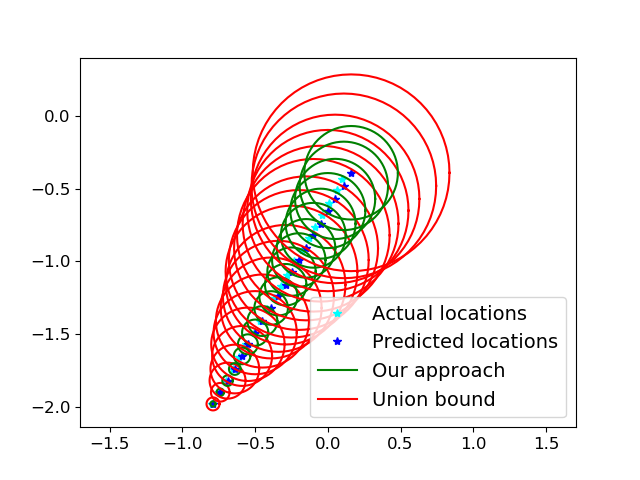 0.0
−0.5
−1.0
−1.5
−2.0
−1.5 −1.0 −0.5 0.0 0.5 1.0 1.5
Actual locations
Predicted locations
Our approach
Union bound